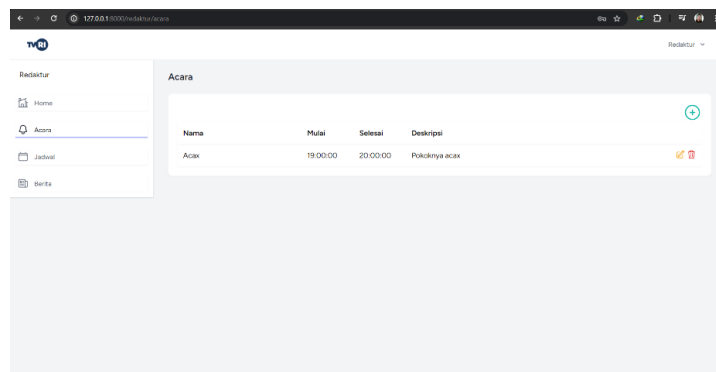 127.0.0.1:8000/redaktur/acara
TVRI
Redaktur
Redaktur
Home
Acara
Jadwal
Berita
Acara
Nama Mulai Selesai Deskripsi
Acax 19:00:00 20:00:00 Pokoknya acax